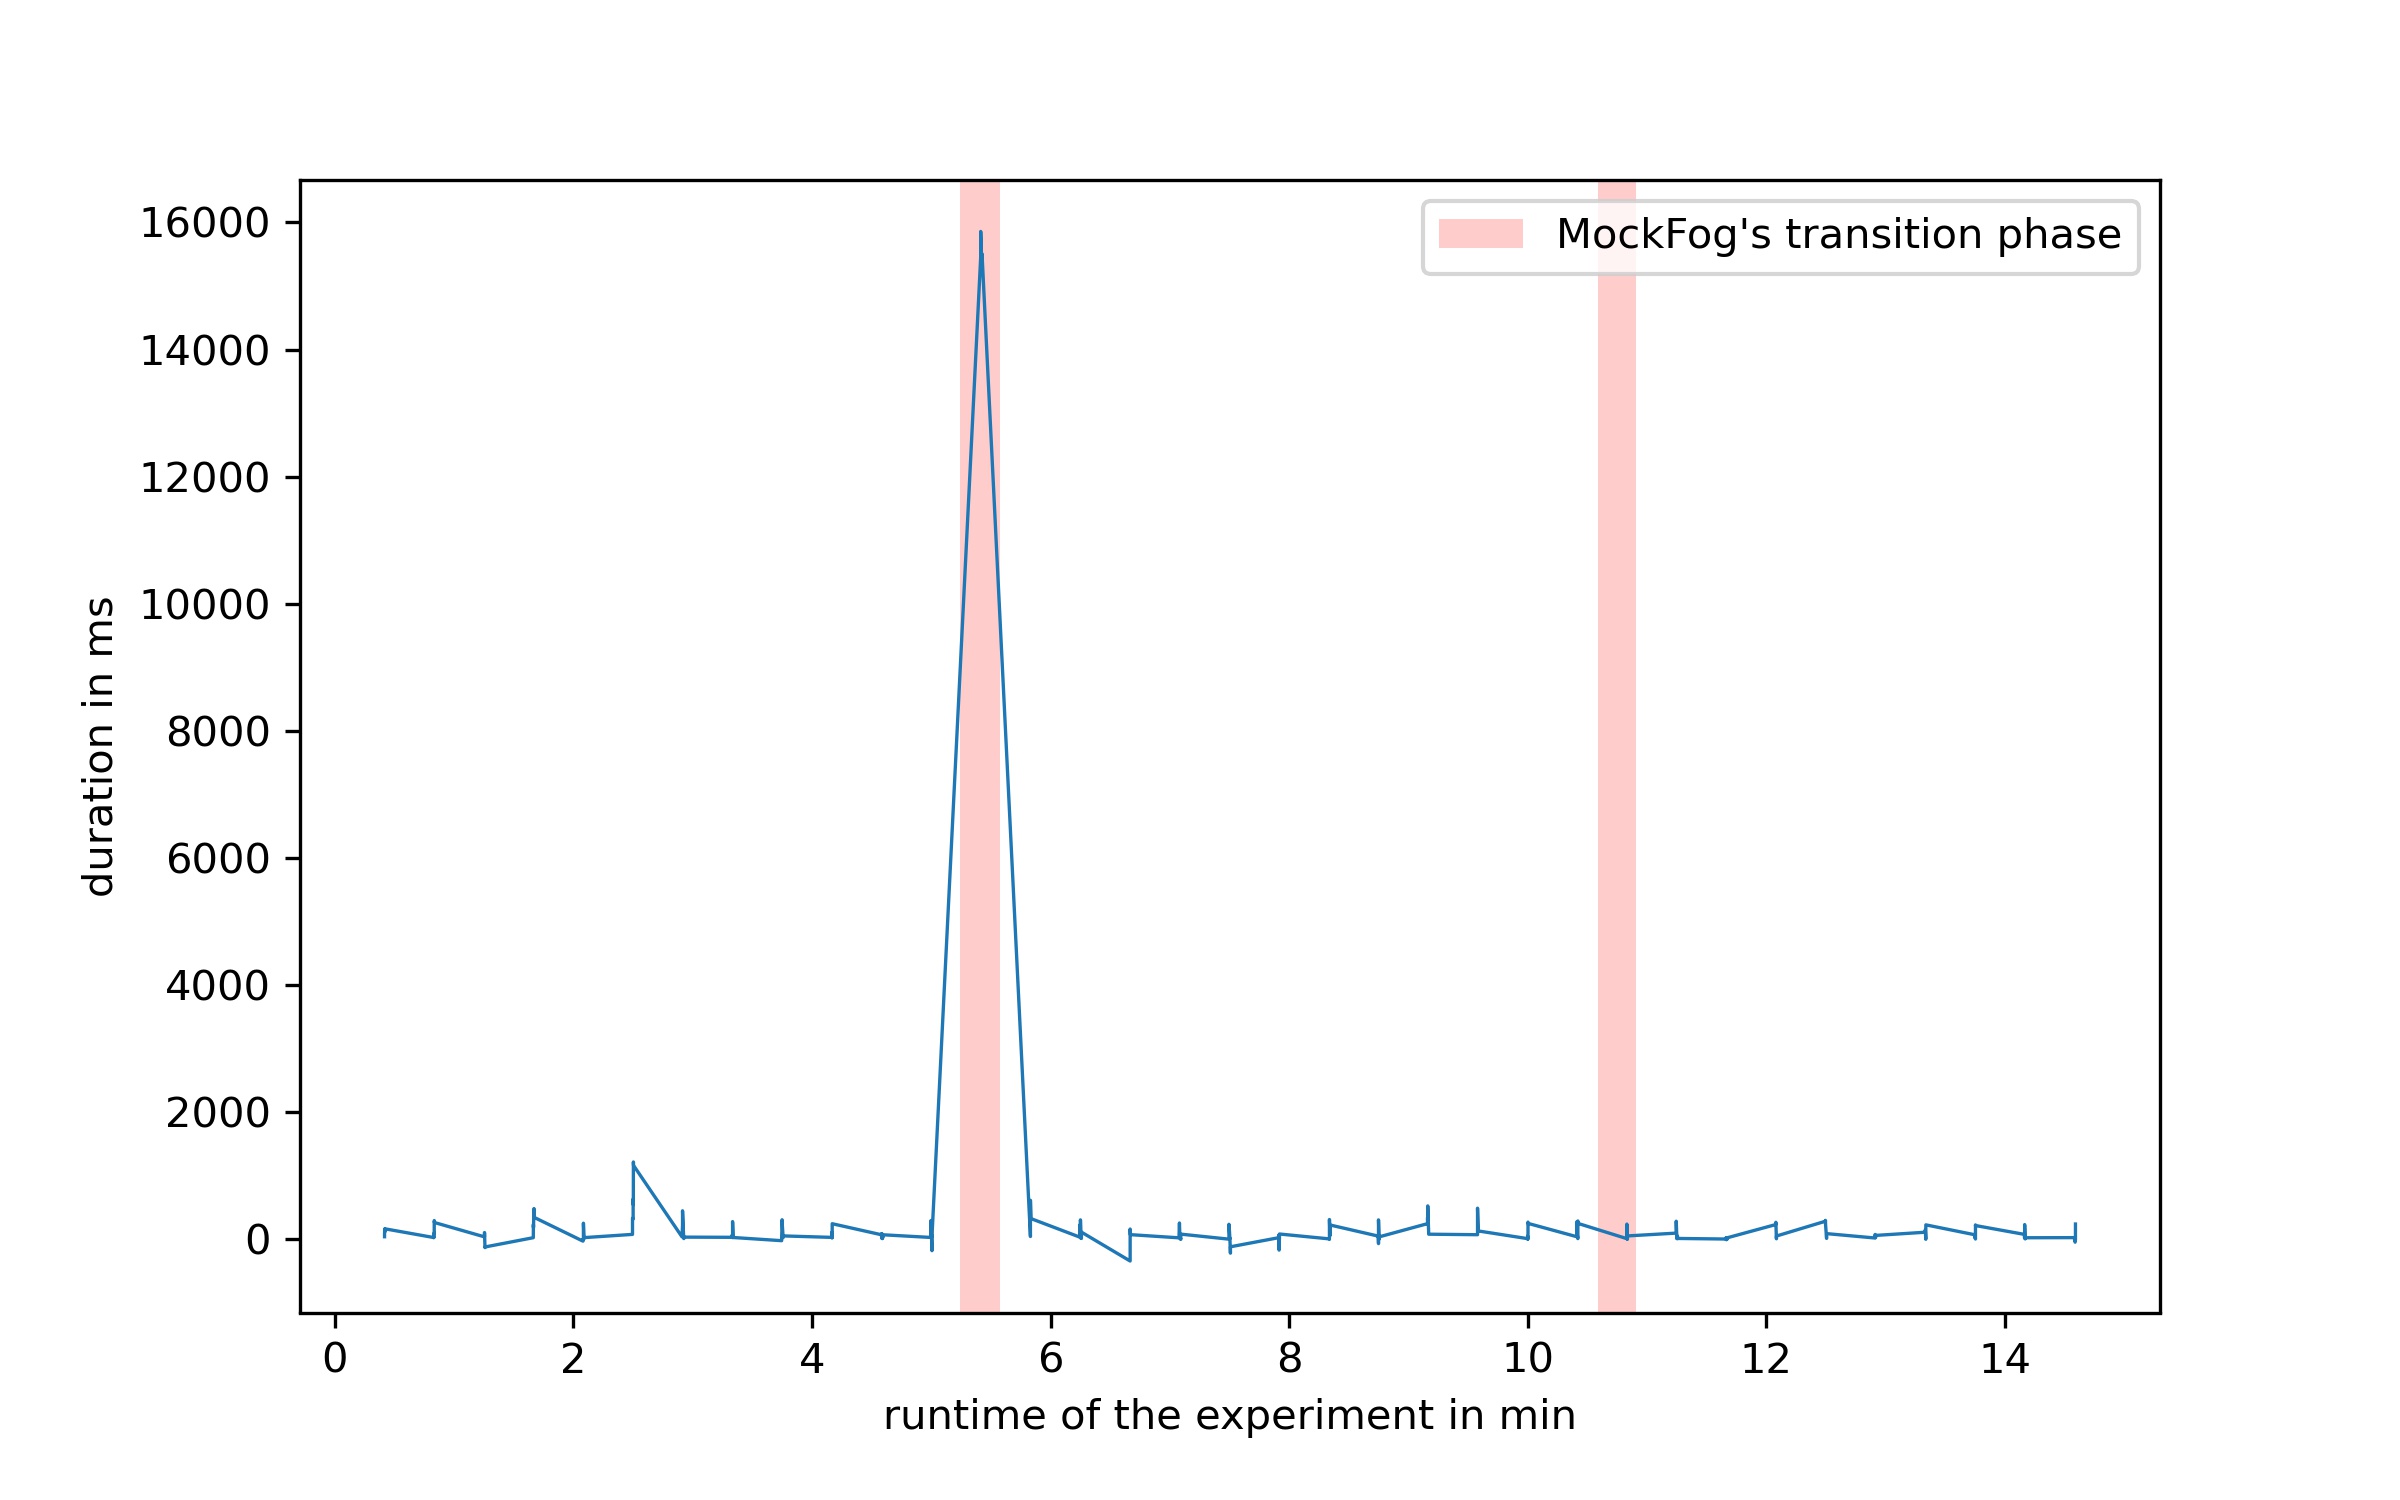 MockFog's transition phase
16000
14000
12000
10000
8000
6000
4000
2000
0
duration in ms
0 2 4 6 8 10 12 14
runtime of the experiment in min